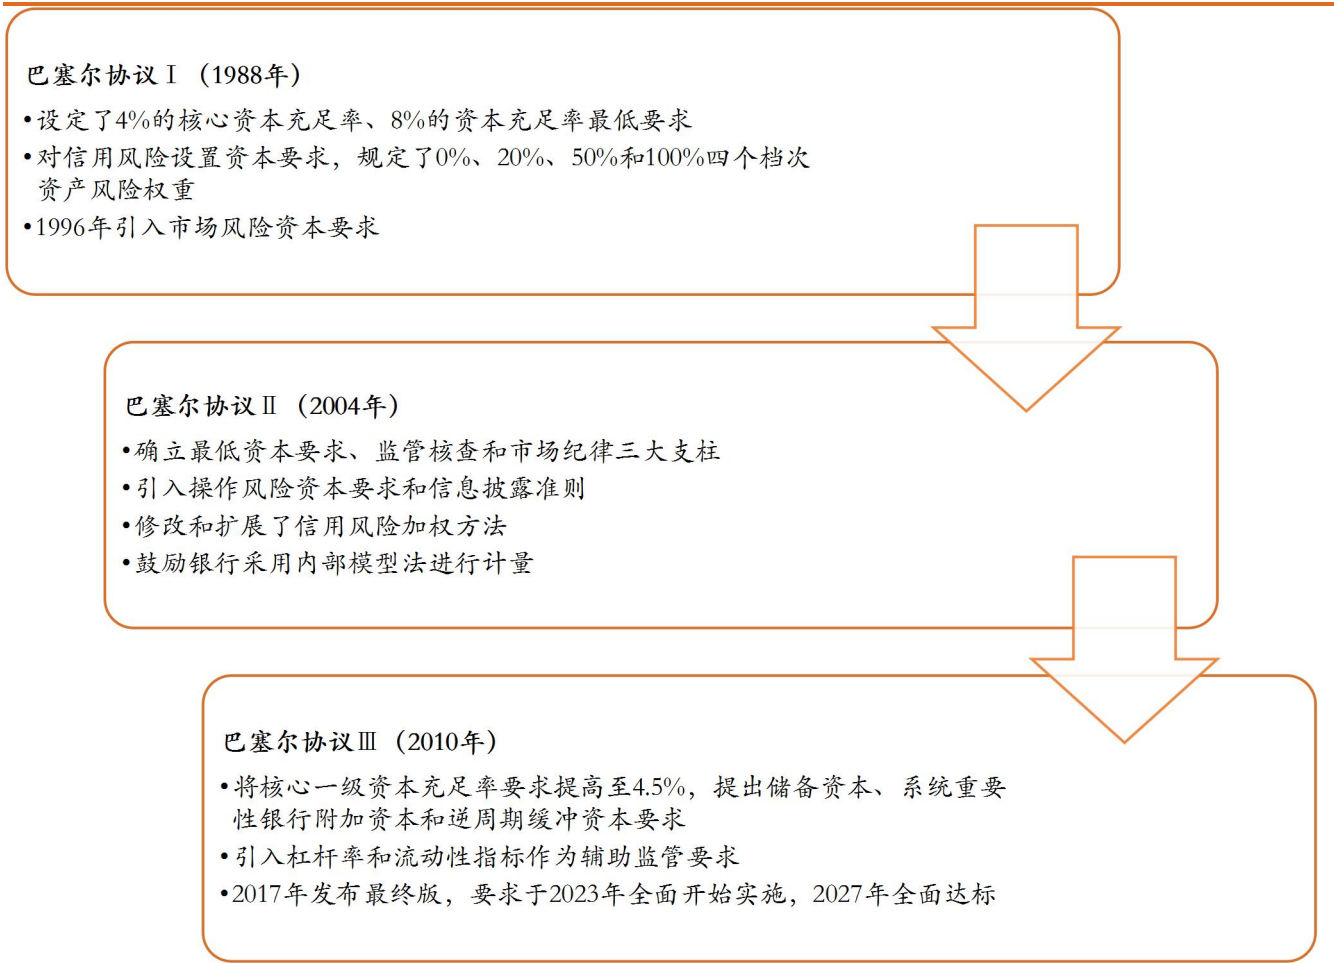 巴塞尔协议Ⅰ（1988年）
•设定了4%的核心资本充足率、8%的资本充足率最低要求
•对信用风险设置资本要求，规定了0%、20%、50%和100%四个档次
资产风险权重
•1996年引入市场风险资本要求
巴塞尔协议Ⅱ（2004年）
•确立最低资本要求、监管核查和市场纪律三大支柱
•引入操作风险资本要求和信息披露准则
•修改和扩展了信用风险加权方法
•鼓励银行采用内部模型法进行计量
巴塞尔协议Ⅲ（2010年）
•将核心一级资本充足率要求提高至4.5%，提出储备资本、系统重要
性银行附加资本和逆周期缓冲资本要求
•引入杠杆率和流动性指标作为辅助监管要求
•2017年发布最终版，要求于2023年全面开始实施，2027年全面达标